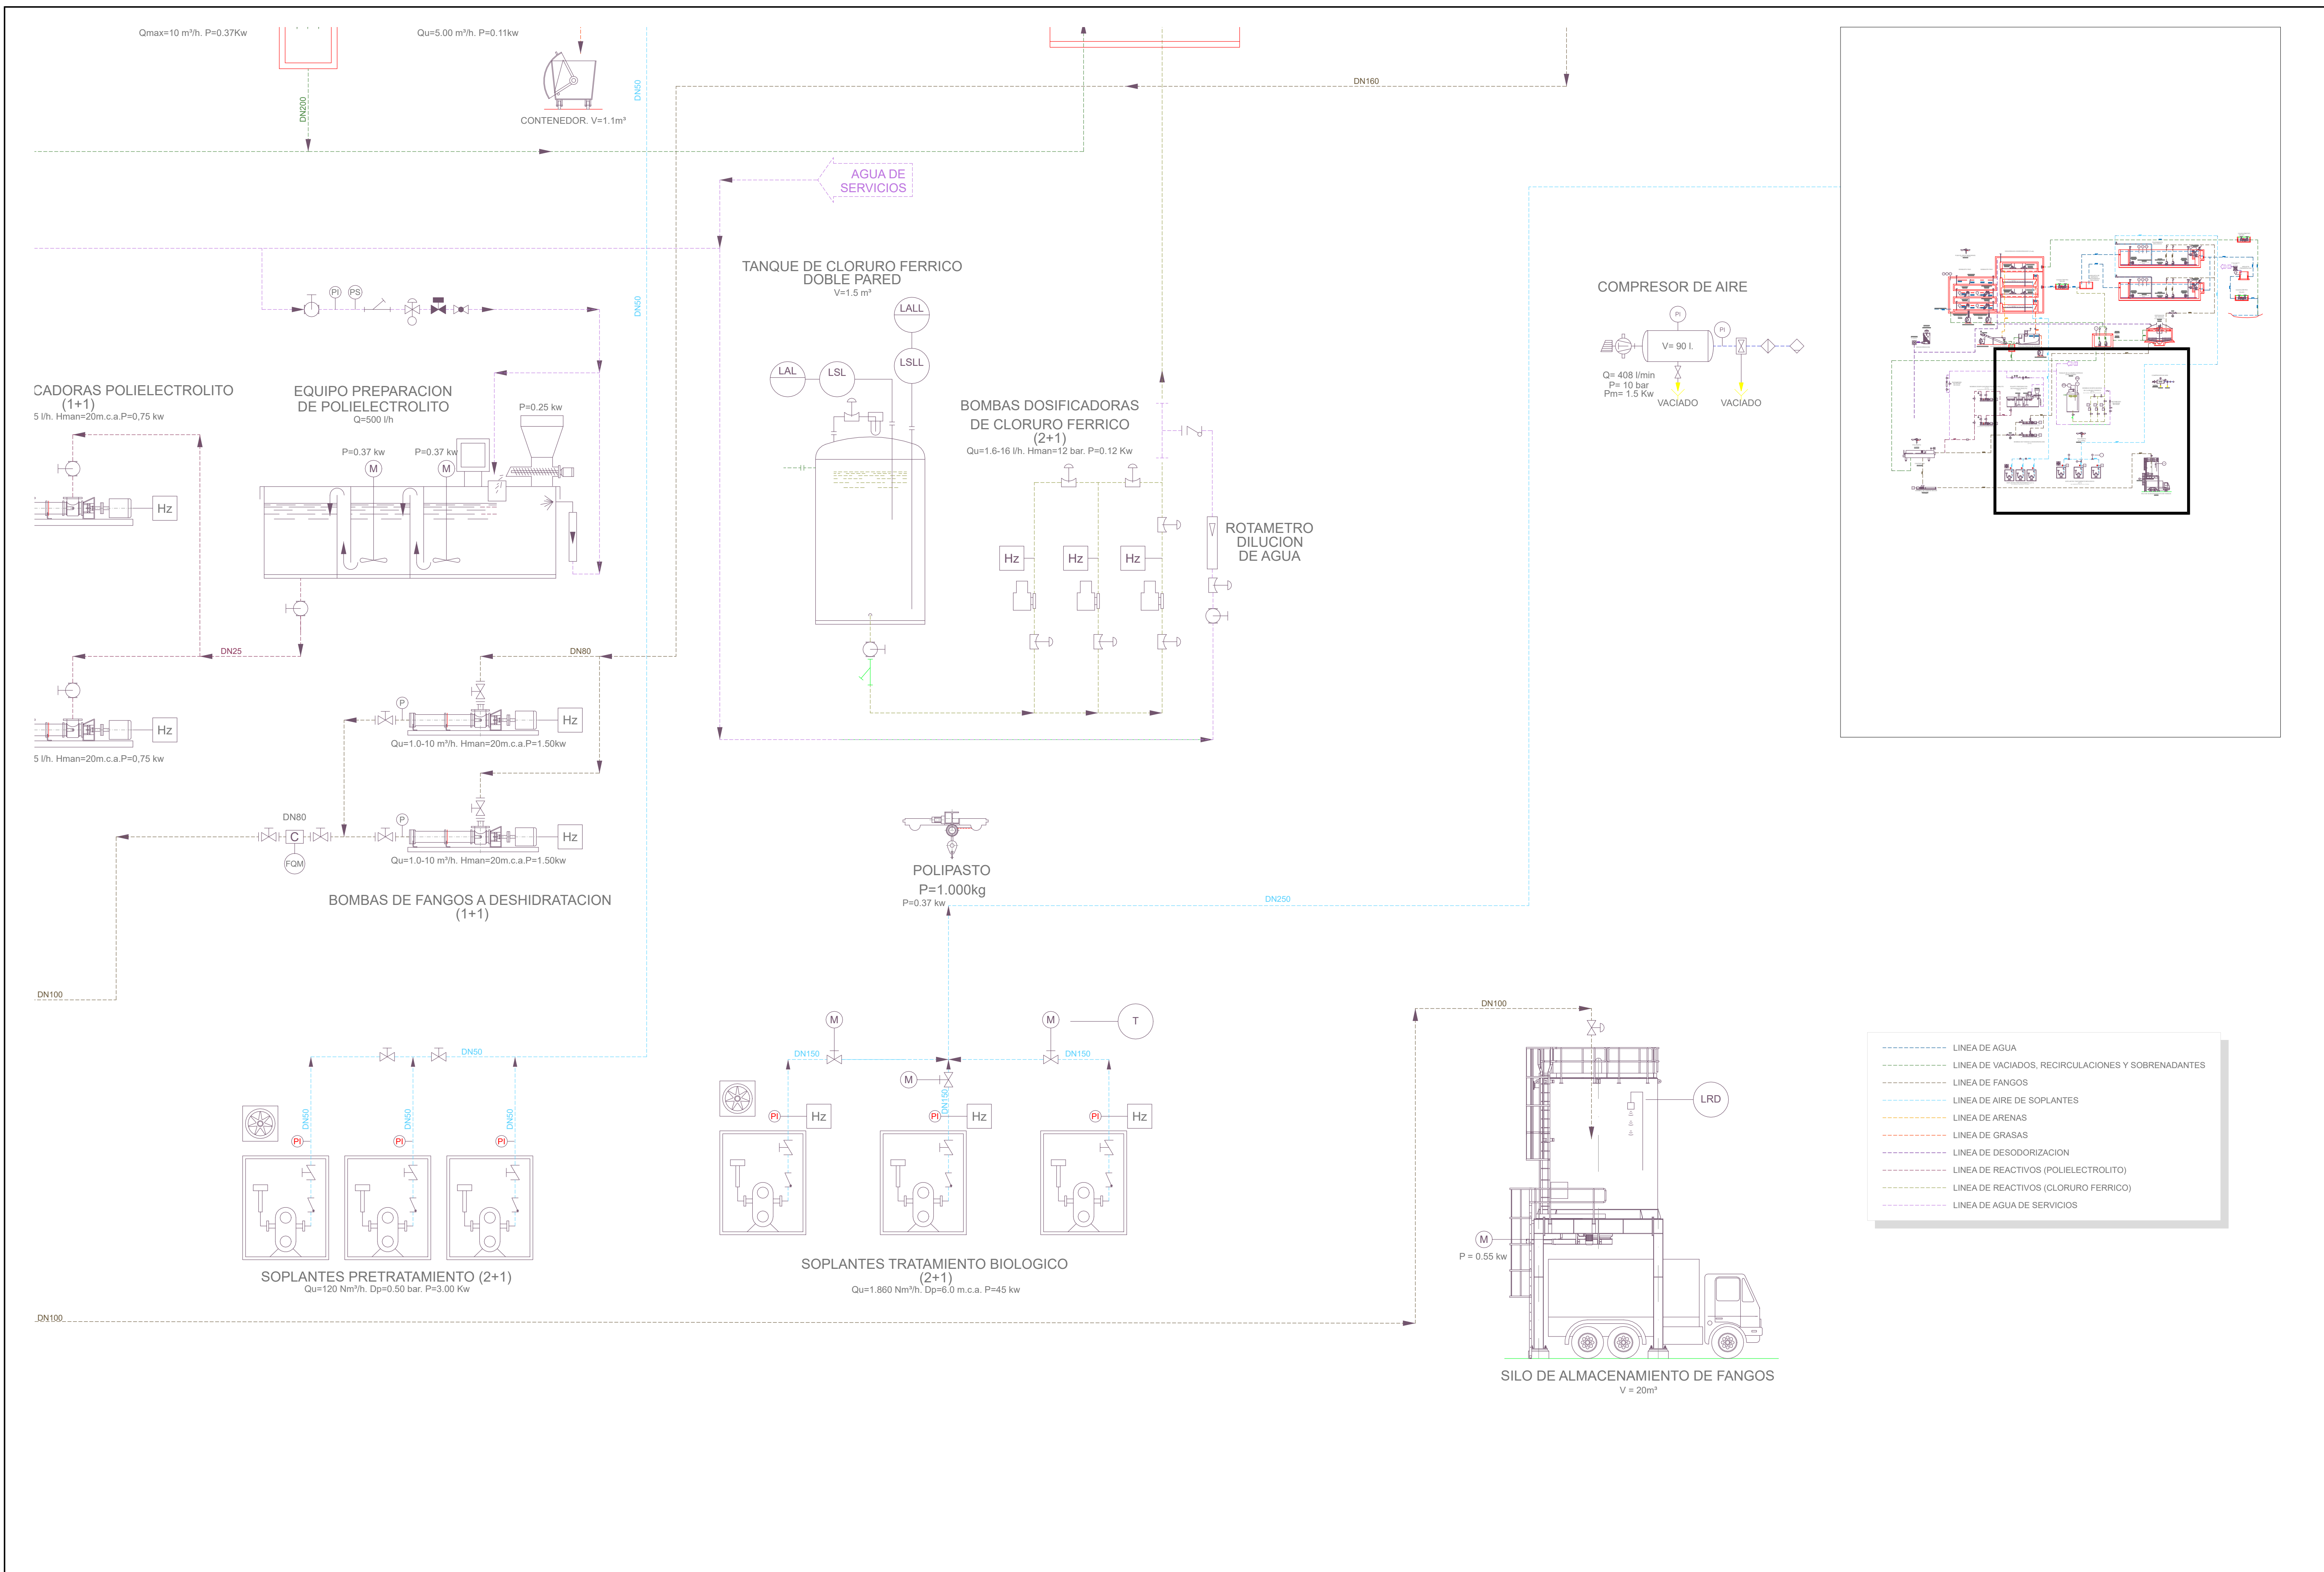 Qmax=10 m³/h. P=0.37Kw
Qu=5.00 m³/h. P=0.11kw
DN200
CONTENEDOR. V=1.1m³
DN50
DN160
AGUA DE
SERVICIOS
DN50
PI
PS
TANQUE DE CLORURO FERRICO
DOBLE PARED
V=1.5 m³
LALL
LSLL
LAL
LSL
COMPRESOR DE AIRE
PI
PI
V= 90 l.
Q= 408 l/min
P= 10 bar
Pm= 1.5 Kw
VACIADO
VACIADO
CADORAS POLIELECTROLITO
(1+1)
5 l/h. Hman=20m.c.a.P=0,75 kw
Hz
EQUIPO PREPARACION
DE POLIELECTROLITO
Q=500 l/h
P=0.25 kw
P=0.37 kw
P=0.37 kw
M
M
BOMBAS DOSIFICADORAS
DE CLORURO FERRICO
(2+1)
Qu=1.6-16 l/h. Hman=12 bar. P=0.12 Kw
Hz
Hz
Hz
ROTAMETRO
DILUCION
DE AGUA
DN25
DN80
Hz
5 l/h. Hman=20m.c.a.P=0,75 kw
P
Hz
Qu=1.0-10 m³/h. Hman=20m.c.a.P=1.50kw
DN80
C
FQM
P
Hz
Qu=1.0-10 m³/h. Hman=20m.c.a.P=1.50kw
BOMBAS DE FANGOS A DESHIDRATACION
(1+1)
POLIPASTO
P=1.000kg
P=0.37 kw
DN250
DN100
DN50
DN50
DN50
DN50
PI
PI
PI
SOPLANTES PRETRATAMIENTO (2+1)
Qu=120 Nm³/h. Dp=0.50 bar. P=3.00 Kw
M
M
T
DN150
DN150
M
DN150
PI
Hz
PI
Hz
PI
Hz
SOPLANTES TRATAMIENTO BIOLOGICO
(2+1)
Qu=1.860 Nm³/h. Dp=6.0 m.c.a. P=45 kw
DN100
DN100
LRD
M
P = 0.55 kw
SILO DE ALMACENAMIENTO DE FANGOS
V = 20m³
LINEA DE AGUA
LINEA DE VACIADOS, RECIRCULACIONES Y SOBRENADANTES
LINEA DE FANGOS
LINEA DE AIRE DE SOPLANTES
LINEA DE ARENAS
LINEA DE GRASAS
LINEA DE DESODORIZACION
LINEA DE REACTIVOS (POLIELECTROLITO)
LINEA DE REACTIVOS (CLORURO FERRICO)
LINEA DE AGUA DE SERVICIOS